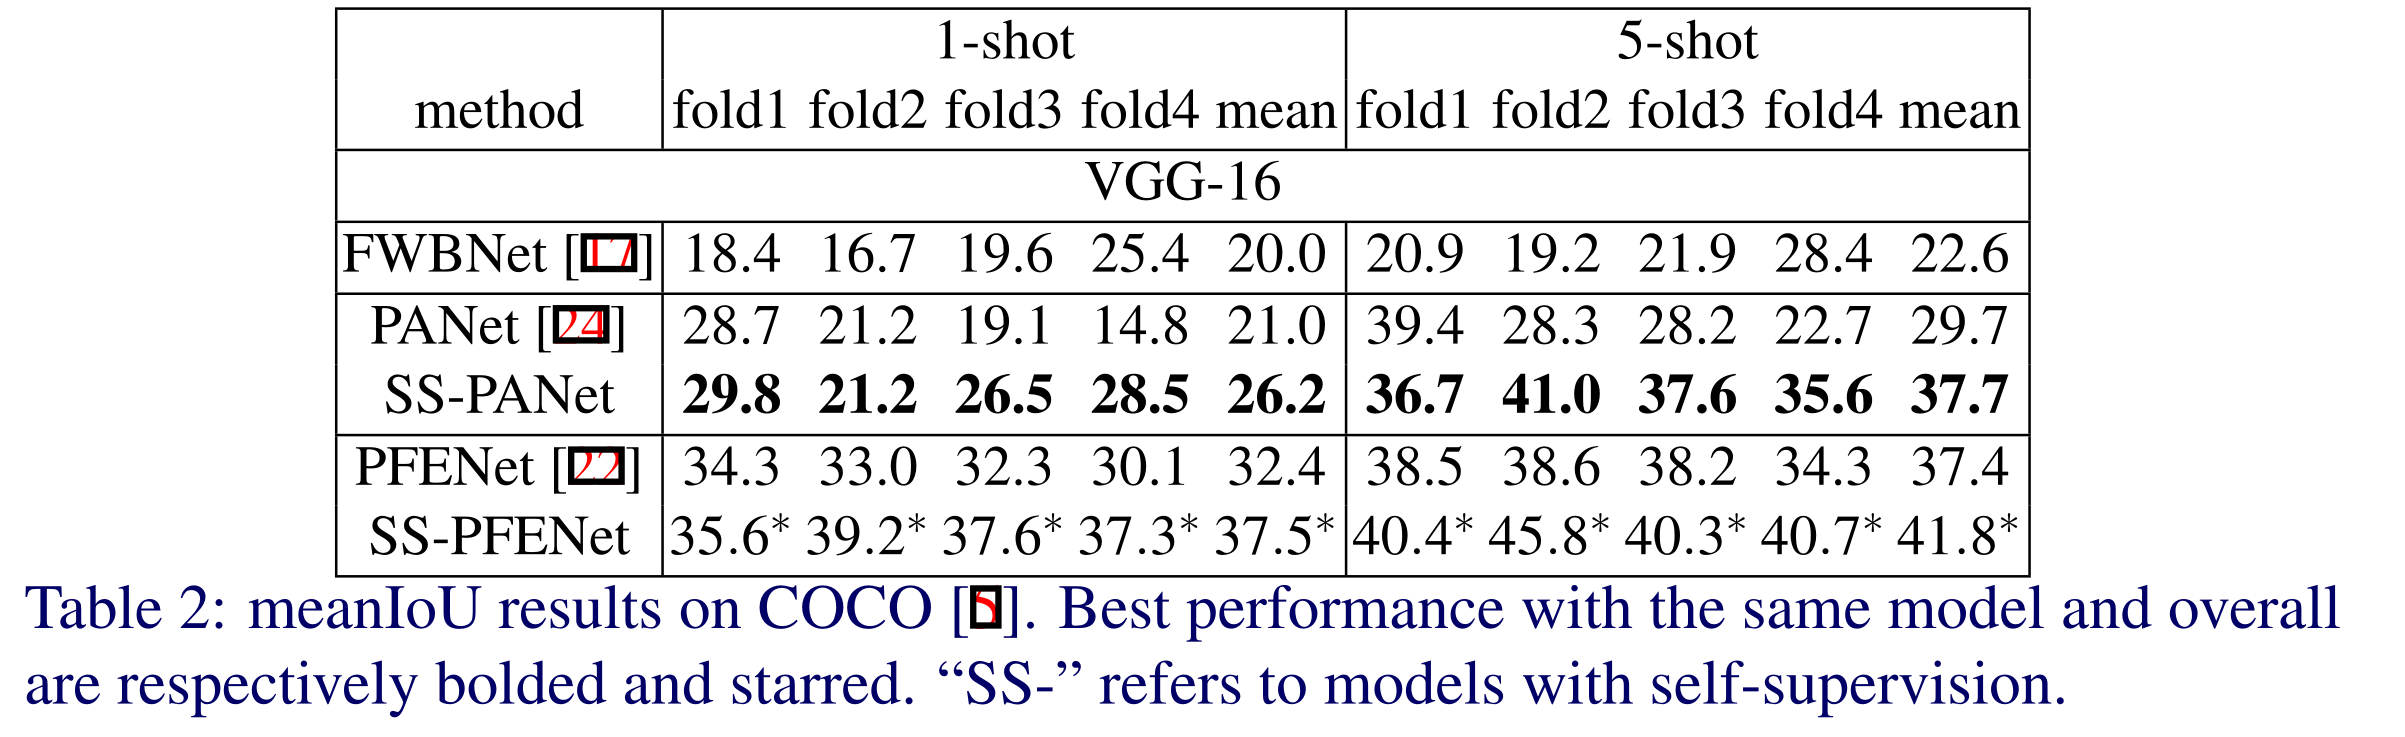 1-shot 5-shot
method fold1 fold2 fold3 fold4 mean fold1 fold2 fold3 fold4 mean
VGG-16
FWBNet [17] 18.4 16.7 19.6 25.4 20.0 20.9 19.2 21.9 28.4 22.6
PANet [24] 28.7 21.2 19.1 14.8 21.0 39.4 28.3 28.2 22.7 29.7
SS-PANet 29.8 21.2 26.5 28.5 26.2 36.7 41.0 37.6 35.6 37.7
PFENet [22] 34.3 33.0 32.3 30.1 32.4 38.5 38.6 38.2 34.3 37.4
SS-PFENet 35.6* 39.2* 37.6* 37.3* 37.5* 40.4* 45.8* 40.3* 40.7* 41.8*
Table 2: meanIoU results on COCO [5]. Best performance with the same model and overall
are respectively bolded and starred. “SS-” refers to models with self-supervision.